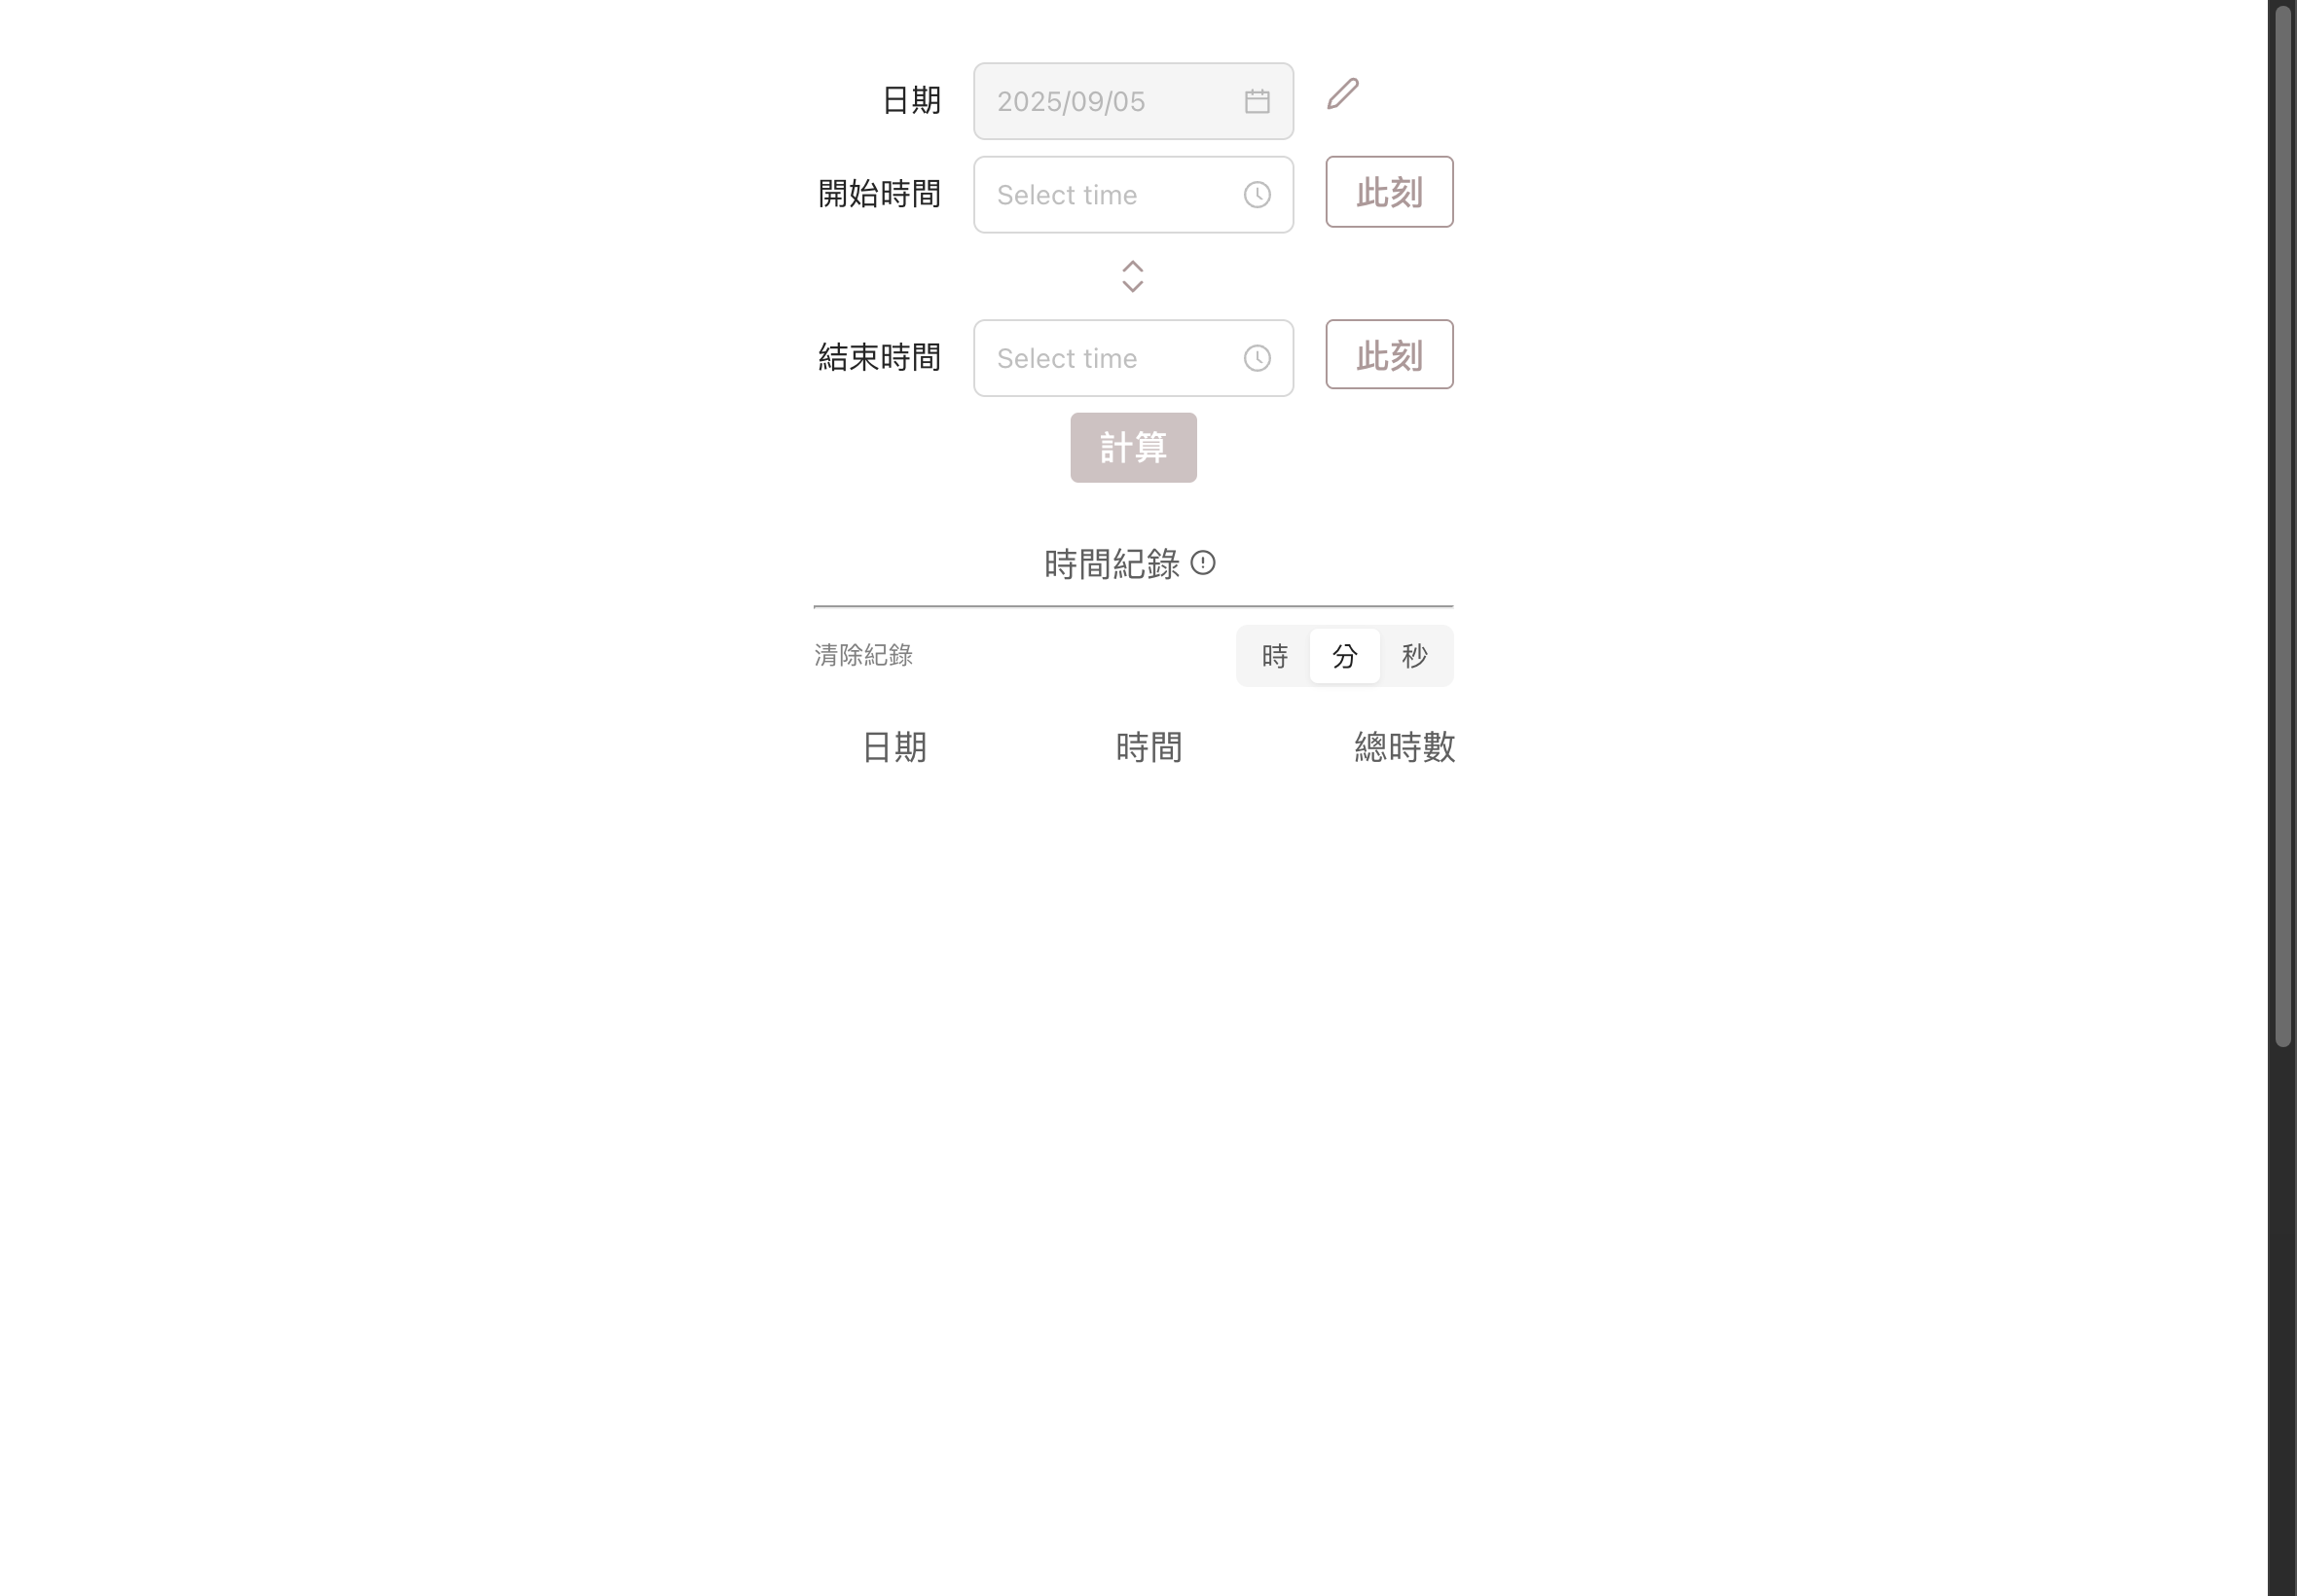 日期 2025/09/05
開始時間 Select time 此刻
結束時間 Select time 此刻
計算
時間紀錄
清除紀錄 時 分 秒
日期 時間 總時數